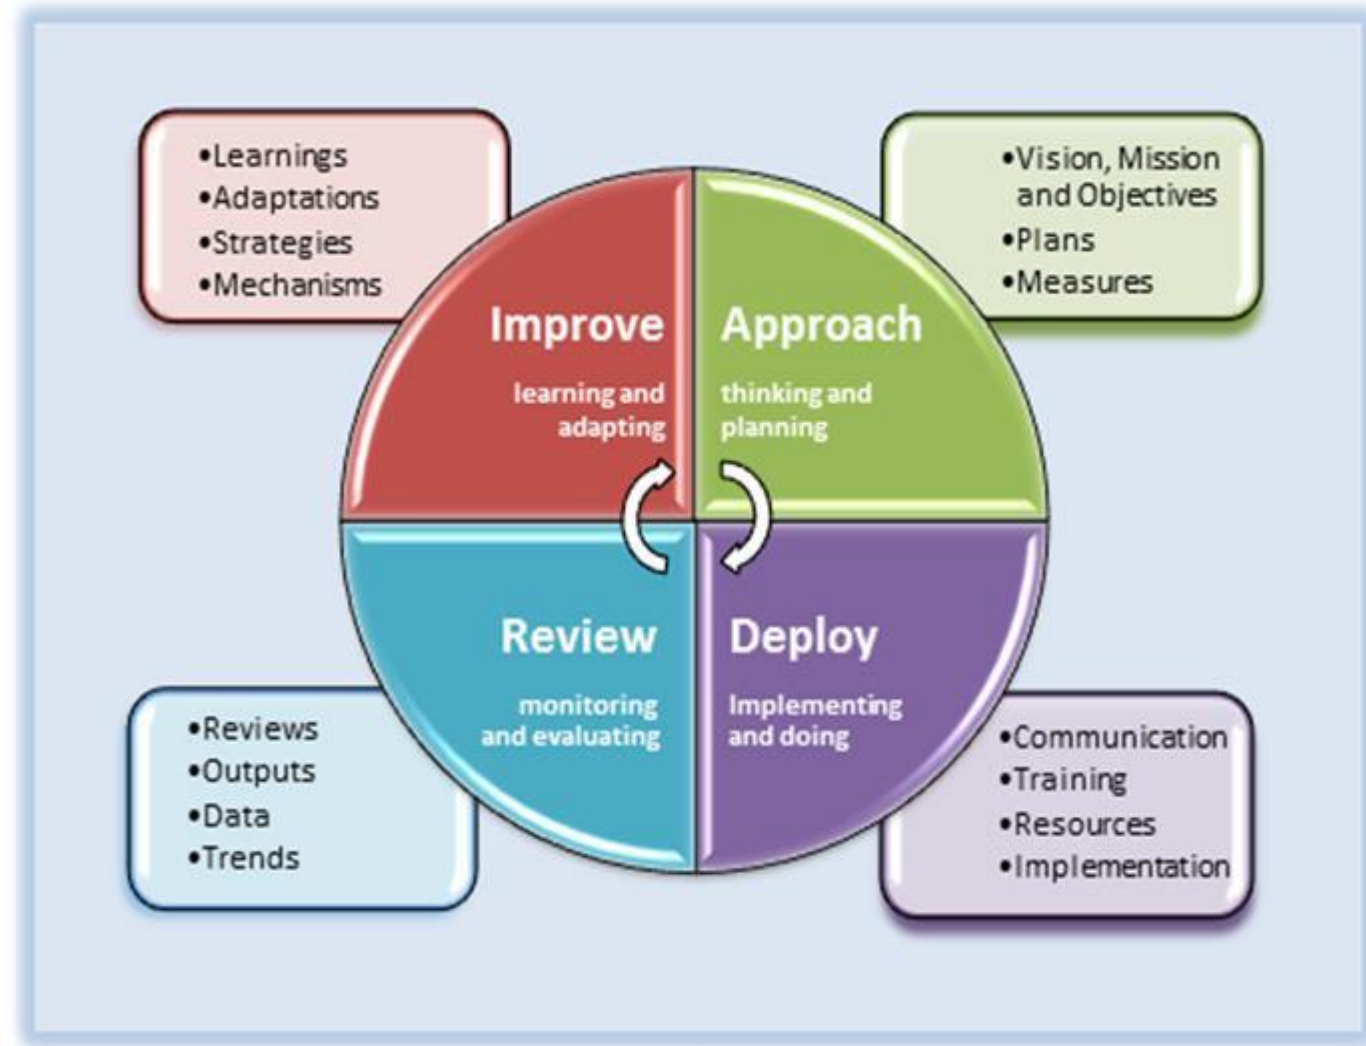 •Learnings
•Adaptations
•Strategies
•Mechanisms
•Vision, Mission
and Objectives
•Plans
•Measures
Improve
learning and
adapting
Approach
thinking and
planning
Review
monitoring
and evaluating
Deploy
Implementing
and doing
•Reviews
•Outputs
•Data
•Trends
•Communication
•Training
•Resources
•Implementation